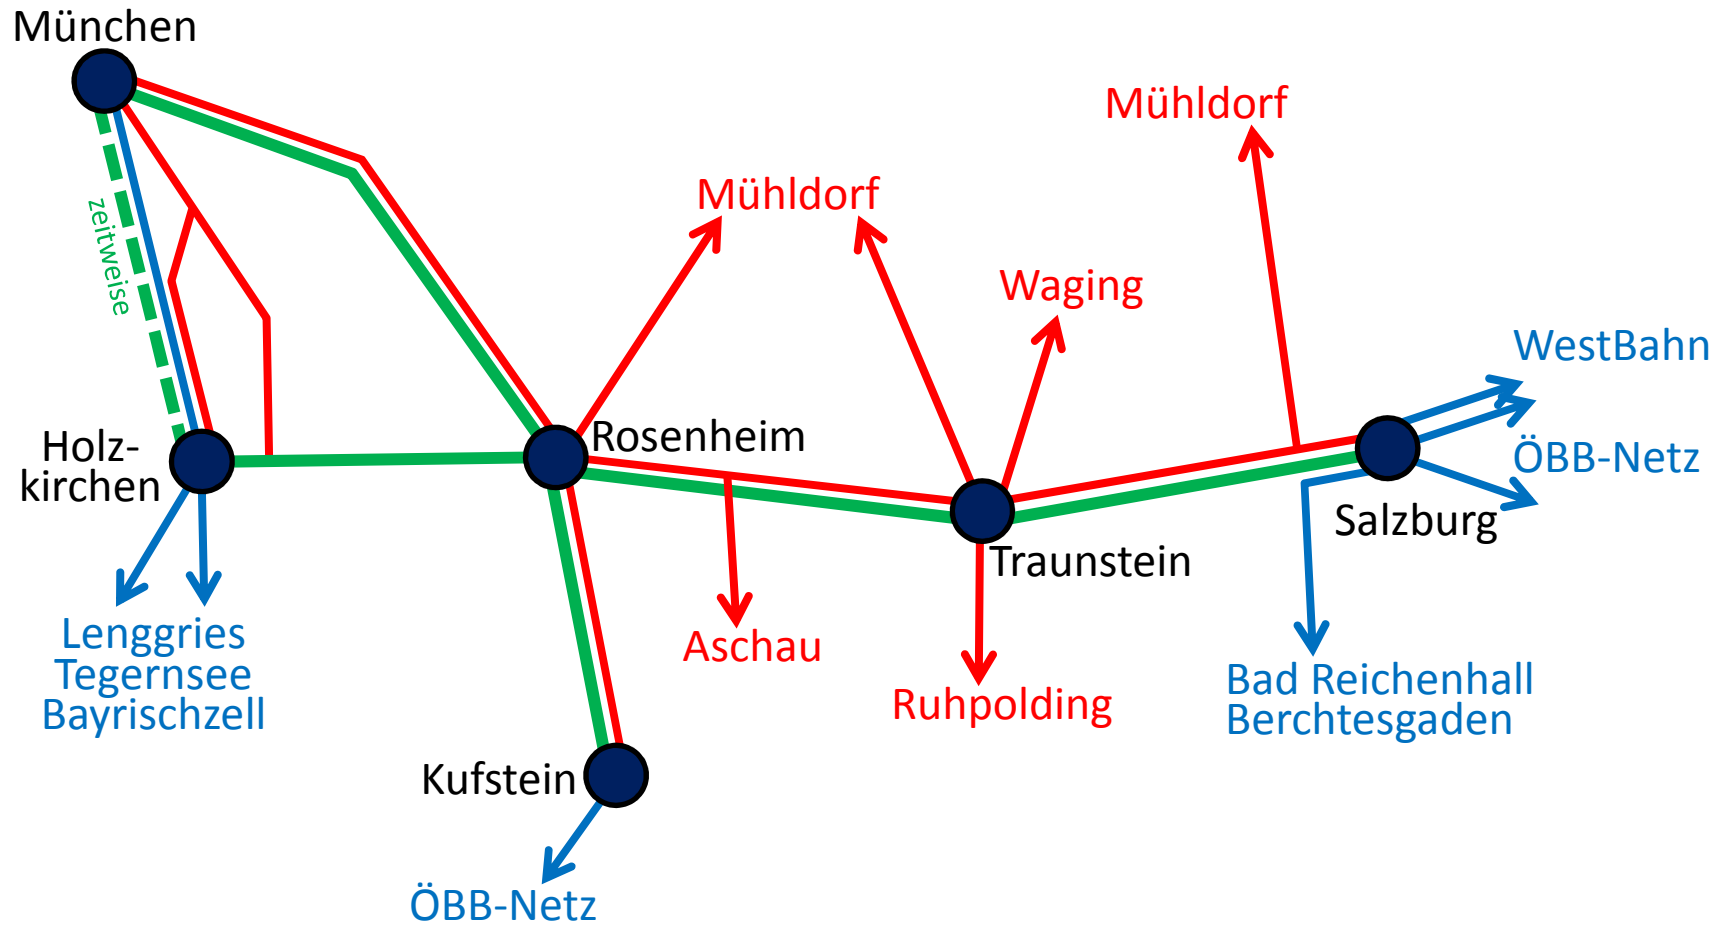 München
Mühldorf
Mühldorf
zeitweise
Waging
WestBahn
Holz-
kirchen
Rosenheim
ÖBB-Netz
Salzburg
Traunstein
Lenggries
Tegernsee
Bayrischzell
Aschau
Ruhpolding
Bad Reichenhall
Berchtesgaden
Kufstein
ÖBB-Netz